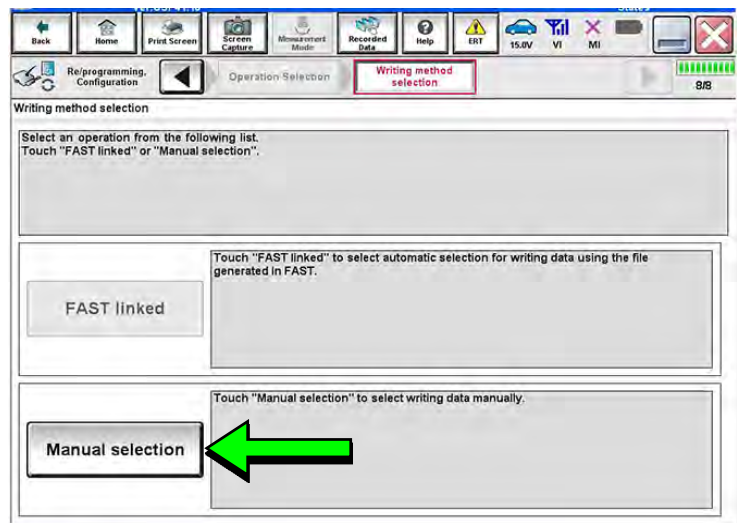 Back
Home
Print Screen
Screen Capture
Measurement Mode
Recorded Data
Help
ERT
15.0V
VI
MI
Re/programming, Configuration
Operation Selection
Writing method selection
8/8
Writing method selection
Select an operation from the following list.
Touch "FAST linked" or "Manual selection".
FAST linked
Touch "FAST linked" to select automatic selection for writing data using the file
generated in FAST.
Manual selection
Touch "Manual selection" to select writing data manually.